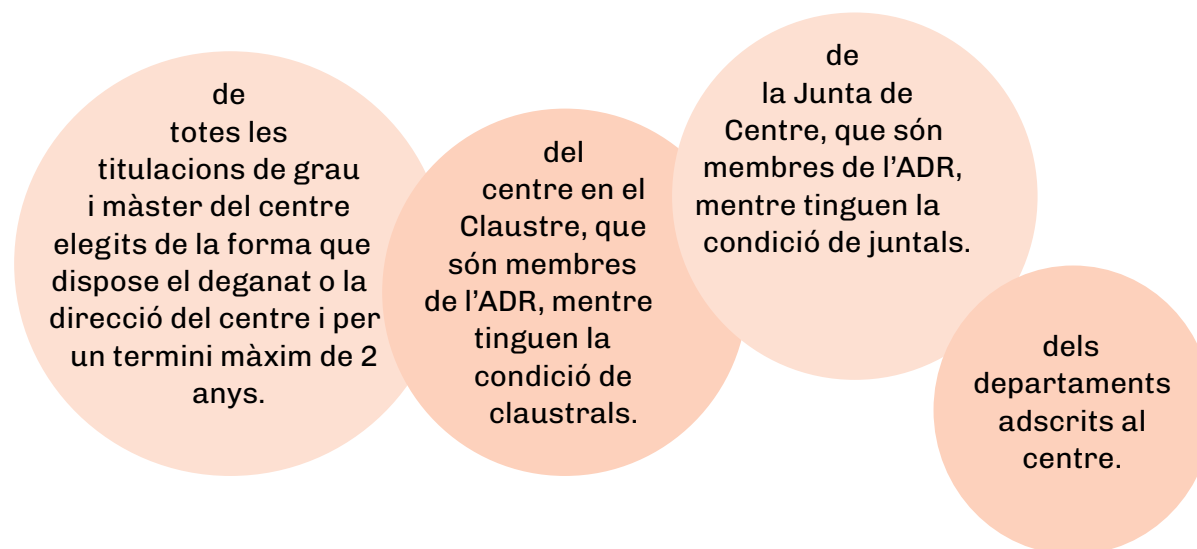 de
totes les
titulacions de grau
i màster del centre
elegits de la forma que
dispose el deganat o la
direcció del centre i per
un termini màxim de 2
anys.
del
centre en el
Claustre, que
són membres
de l'ADR, mentre
tinguen la
condició de
claustrals.
de
la Junta de
Centre, que són
membres de l'ADR,
mentre tinguen la
condició de juntals.
dels
departaments
adscrits al
centre.